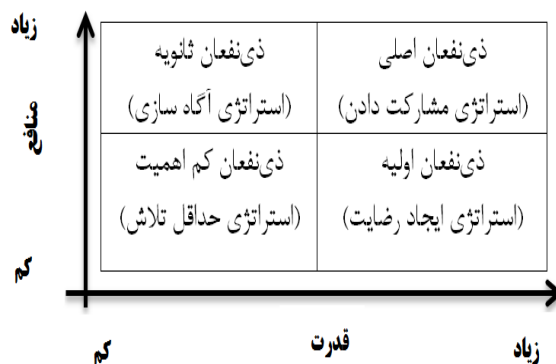 زیاد
ذی‌نفعان اصلی
(استراتژی مشارکت دادن)
ذی‌نفعان ثانویه
(استراتژی آگاه سازی)
منافع
ذی‌نفعان اولیه
(استراتژی ایجاد رضایت)
ذی‌نفعان کم اهمیت
(استراتژی حداقل تلاش)
کم
زیاد
قدرت
کم